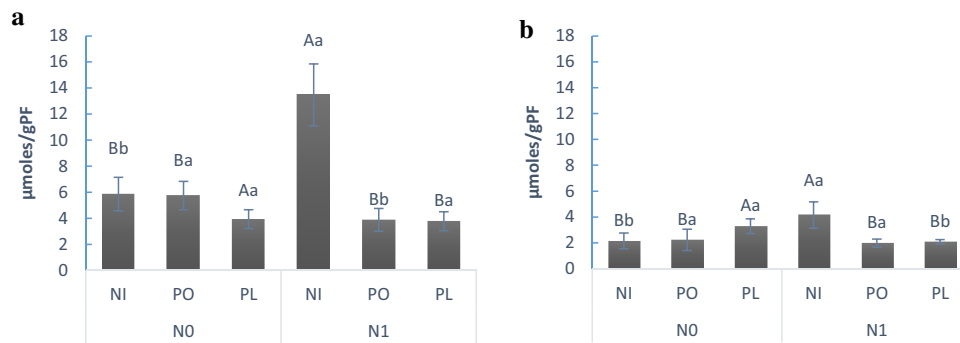 a
µmoles/gPF
18
16
14
12
10
8
6
4
2
0
Bb
Ba
Aa
Aa
Bb
Ba
NI PO PL NI PO PL
N0 N1
b
µmoles/gPF
18
16
14
12
10
8
6
4
2
0
Bb
Ba
Aa
Aa
Ba
Bb
NI PO PL NI PO PL
N0 N1